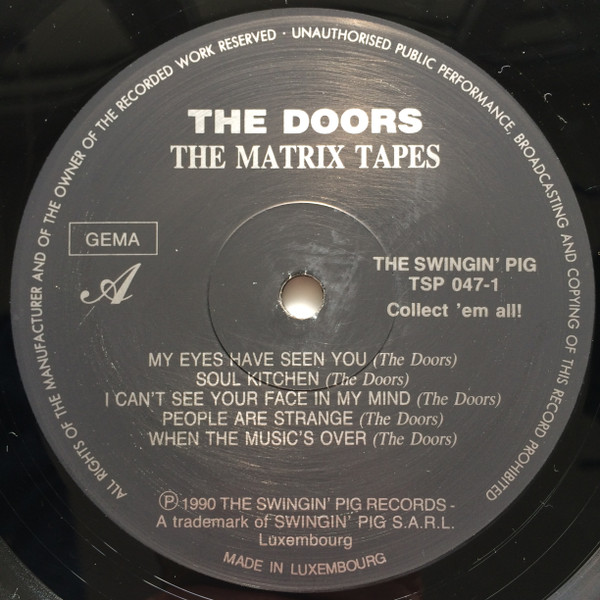 ALL RIGHTS OF THE MANUFACTURER AND OF THE OWNER OF THE RECORDED WORK RESERVED · UNAUTHORISED PUBLIC PERFORMANCE, BROADCASTING AND COPYING OF THIS RECORD PROHIBITED
THE DOORS
THE MATRIX TAPES
GEMA
A
THE SWINGIN' PIG
TSP 047-1
Collect 'em all!
MY EYES HAVE SEEN YOU (The Doors)
SOUL KITCHEN (The Doors)
I CAN'T SEE YOUR FACE IN MY MIND (The Doors)
PEOPLE ARE STRANGE (The Doors)
WHEN THE MUSIC'S OVER (The Doors)
Ⓟ 1990 THE SWINGIN' PIG RECORDS -
A trademark of SWINGIN' PIG S.A.R.L.
Luxembourg
MADE IN LUXEMBOURG